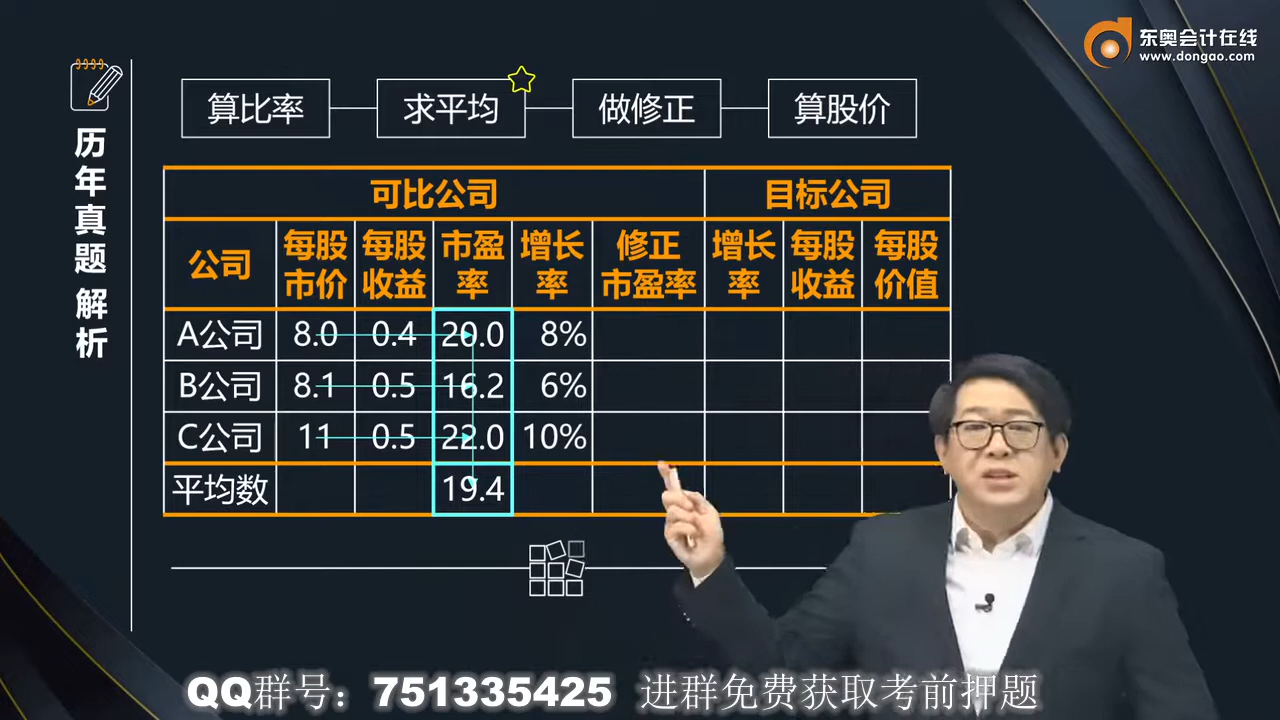 东奥会计在线
www.dongao.com
历年真题 解析
算比率 求平均 做修正 算股价
可比公司 目标公司
公司 每股市价 每股收益 市盈率 增长率 修正市盈率 增长率 每股收益 每股价值
A公司 8.0 0.4 20.0 8%
B公司 8.1 0.5 16.2 6%
C公司 11 0.5 22.0 10%
平均数 19.4
QQ群号：751335425 进群免费获取考前押题